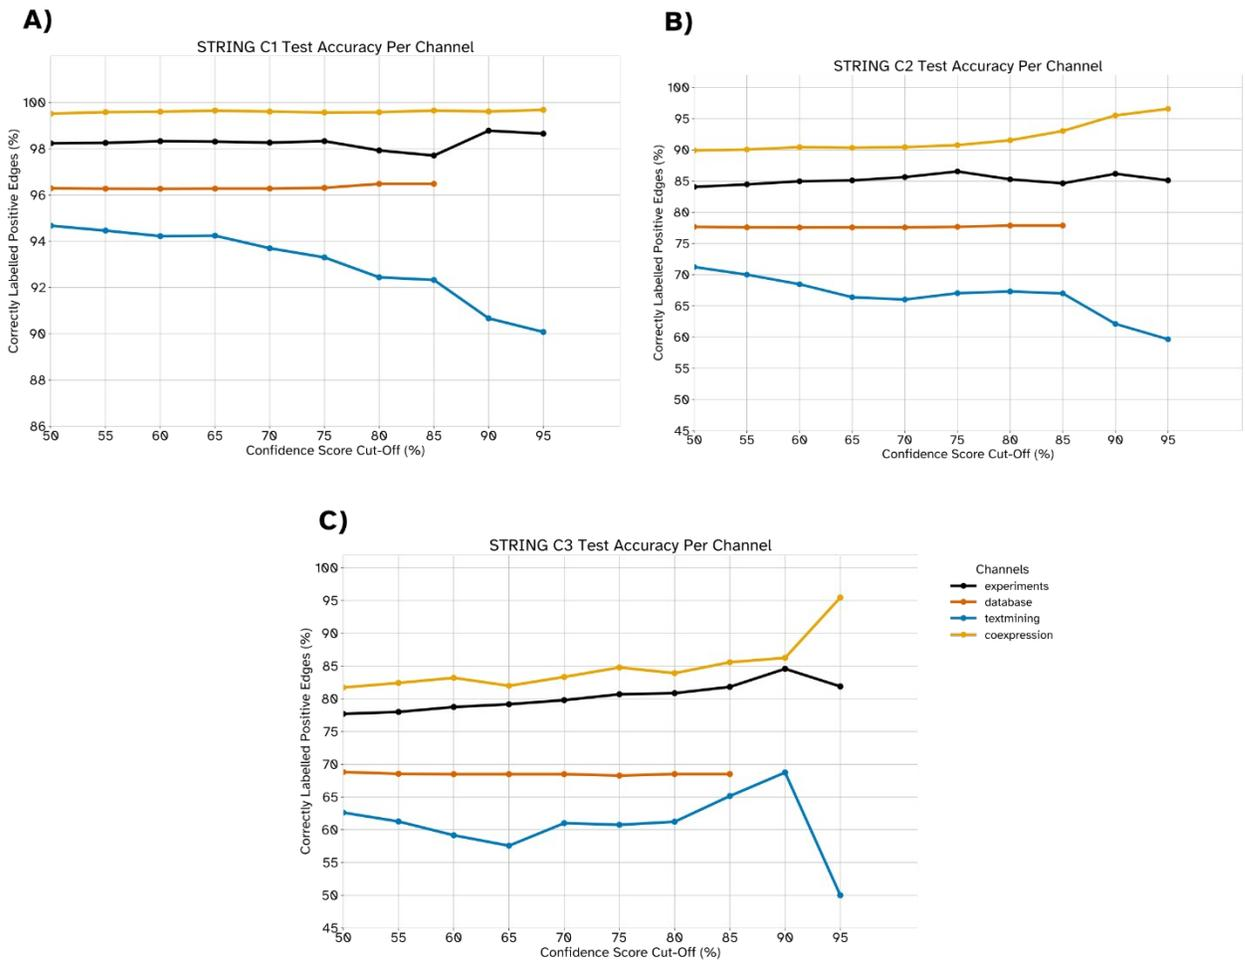 A)
STRING C1 Test Accuracy Per Channel
Correctly Labelled Positive Edges (%)
100
98
96
94
92
90
88
86
50 55 60 65 70 75 80 85 90 95
Confidence Score Cut-Off (%)
B)
STRING C2 Test Accuracy Per Channel
Correctly Labelled Positive Edges (%)
100
95
90
85
80
75
70
65
60
55
50
45
50 55 60 65 70 75 80 85 90 95
Confidence Score Cut-Off (%)
C)
STRING C3 Test Accuracy Per Channel
Correctly Labelled Positive Edges (%)
100
95
90
85
80
75
70
65
60
55
50
45
50 55 60 65 70 75 80 85 90 95
Confidence Score Cut-Off (%)
Channels
experiments
database
textmining
coexpression